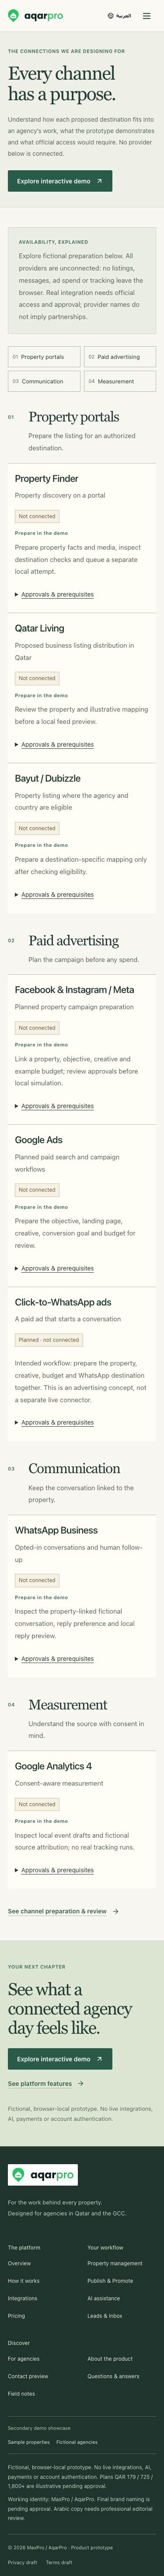 aqarpro
العربية
THE CONNECTIONS WE ARE DESIGNING FOR
Every channel
has a purpose.
Understand how each proposed destination fits into
an agency's work, what the prototype demonstrates
and what official access would require. No provider
below is connected.
Explore interactive demo
AVAILABILITY, EXPLAINED
Explore fictional preparation below. All
providers are unconnected: no listings,
messages, ad spend or tracking leave the
browser. Real integration needs official
access and approval; provider names do
not imply partnerships.
01 Property portals
02 Paid advertising
03 Communication
04 Measurement
01 Property portals
Prepare the listing for an authorized
destination.
Property Finder
Property discovery on a portal
Not connected
Prepare in the demo
Prepare property facts and media, inspect
destination checks and queue a separate
local attempt.
Approvals & prerequisites
Qatar Living
Proposed business listing distribution in
Qatar
Not connected
Prepare in the demo
Review the property and illustrative mapping
before a local feed preview.
Approvals & prerequisites
Bayut / Dubizzle
Property listing where the agency and
country are eligible
Not connected
Prepare in the demo
Prepare a destination-specific mapping only
after checking eligibility.
Approvals & prerequisites
02 Paid advertising
Plan the campaign before any spend.
Facebook & Instagram / Meta
Planned property campaign preparation
Not connected
Prepare in the demo
Link a property, objective, creative and
example budget; review approvals before
local simulation.
Approvals & prerequisites
Google Ads
Planned paid search and campaign
workflows
Not connected
Prepare in the demo
Prepare the objective, landing page,
creative, conversion goal and budget for
review.
Approvals & prerequisites
Click-to-WhatsApp ads
A paid ad that starts a conversation
Planned · not connected
Intended workflow: prepare the property,
creative, budget and WhatsApp destination
together. This is an advertising concept, not
a separate live connector.
Approvals & prerequisites
03 Communication
Keep the conversation linked to the
property.
WhatsApp Business
Opted-in conversations and human follow-
up
Not connected
Prepare in the demo
Inspect the property-linked fictional
conversation, reply preference and local
reply preview.
Approvals & prerequisites
04 Measurement
Understand the source with consent in
mind.
Google Analytics 4
Consent-aware measurement
Not connected
Prepare in the demo
Inspect local event drafts and fictional
source attribution; no real tracking runs.
Approvals & prerequisites
See channel preparation & review
YOUR NEXT CHAPTER
See what a
connected agency
day feels like.
Explore interactive demo
See platform features
Fictional, browser-local prototype. No live integrations,
AI, payments or account authentication.
aqarpro
For the work behind every property.
Designed for agencies in Qatar and the GCC.
The platform
Your workflow
Overview
Property management
How it works
Publish & Promote
Integrations
AI assistance
Pricing
Leads & Inbox
Discover
For agencies
About the product
Contact preview
Questions & answers
Field notes
Secondary demo showcase
Sample properties
Fictional agencies
Fictional, browser-local prototype. No live integrations, AI,
payments or account authentication. Plans QAR 179 / 725 /
1,800+ are illustrative pending approval.
Working identity: MaxPro / AqarPro. Final brand naming is
pending approval. Arabic copy needs professional editorial
review.
© 2026 MaxPro / AqarPro · Product prototype
Privacy draft
Terms draft